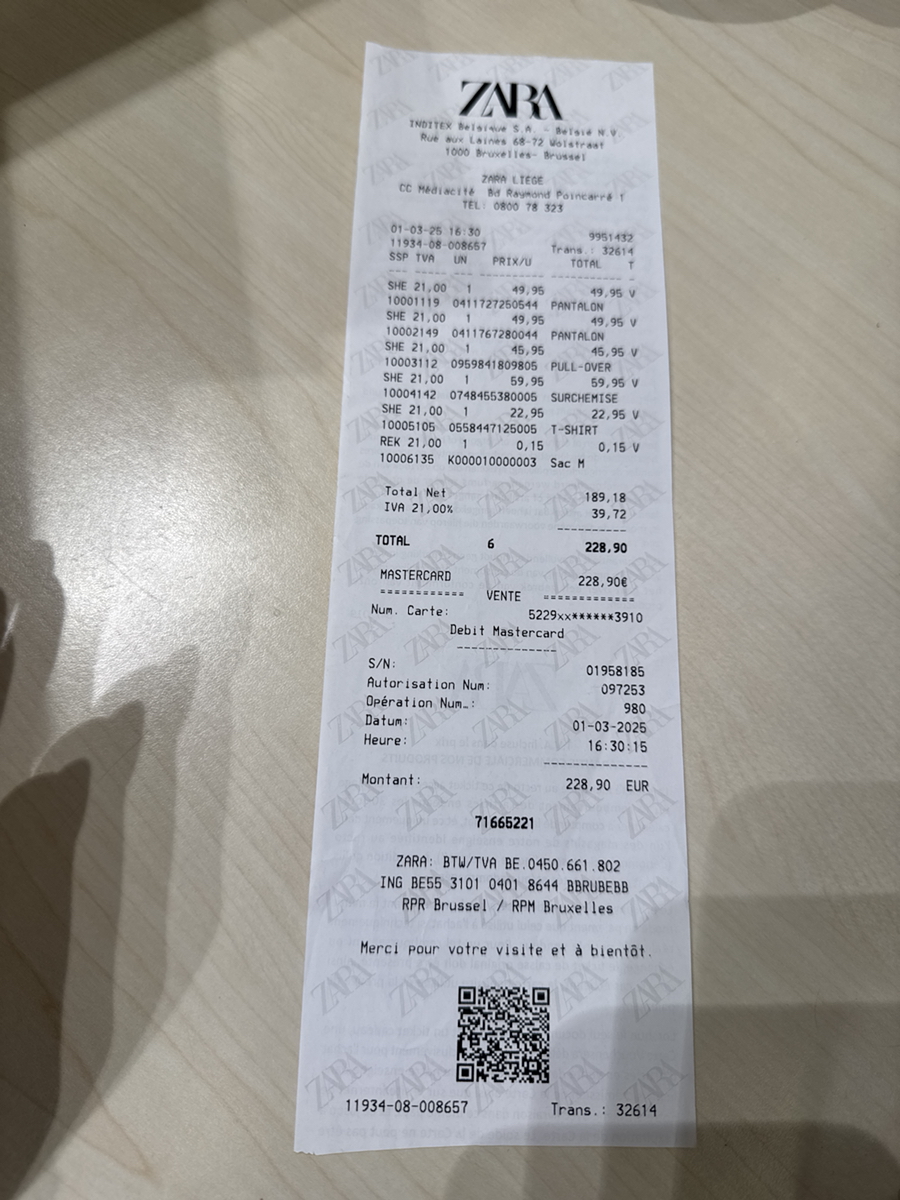 ZARA
INDITEX Belgique S.A. - België N.V.
Rue aux Laines 68-72 Wolstraat
1000 Bruxelles- Brussel
ZARA LIEGE
CC Médiacité Bd Raymond Poincarré 1
TEL: 0800 78 323
01-03-25 16:30 9951432
11934-08-008657 Trans.: 32614
SSP TVA UN PRIX/U TOTAL T
SHE 21,00 1 49,95 49,95 V
10001119 0411727250544 PANTALON
SHE 21,00 1 49,95 49,95 V
10002149 0411767280044 PANTALON
SHE 21,00 1 45,95 45,95 V
10003112 0959841809805 PULL-OVER
SHE 21,00 1 59,95 59,95 V
10004142 0748455380005 SURCHEMISE
SHE 21,00 1 22,95 22,95 V
10005105 0558447125005 T-SHIRT
REK 21,00 1 0,15 0,15 V
10006135 K000010000003 Sac M
Total Net 189,18
IVA 21,00% 39,72
TOTAL 6 228,90
MASTERCARD 228,90€
============ VENTE =============
Num. Carte: 5229xx******3910
Debit Mastercard
S/N: 01958185
Autorisation Num: 097253
Opération Num.: 980
Datum: 01-03-2025
Heure: 16:30:15
Montant: 228,90 EUR
71665221
ZARA: BTW/TVA BE.0450.661.802
ING BE55 3101 0401 8644 BBRUBEBB
RPR Brussel / RPM Bruxelles
Merci pour votre visite et à bientôt.
11934-08-008657 Trans.: 32614